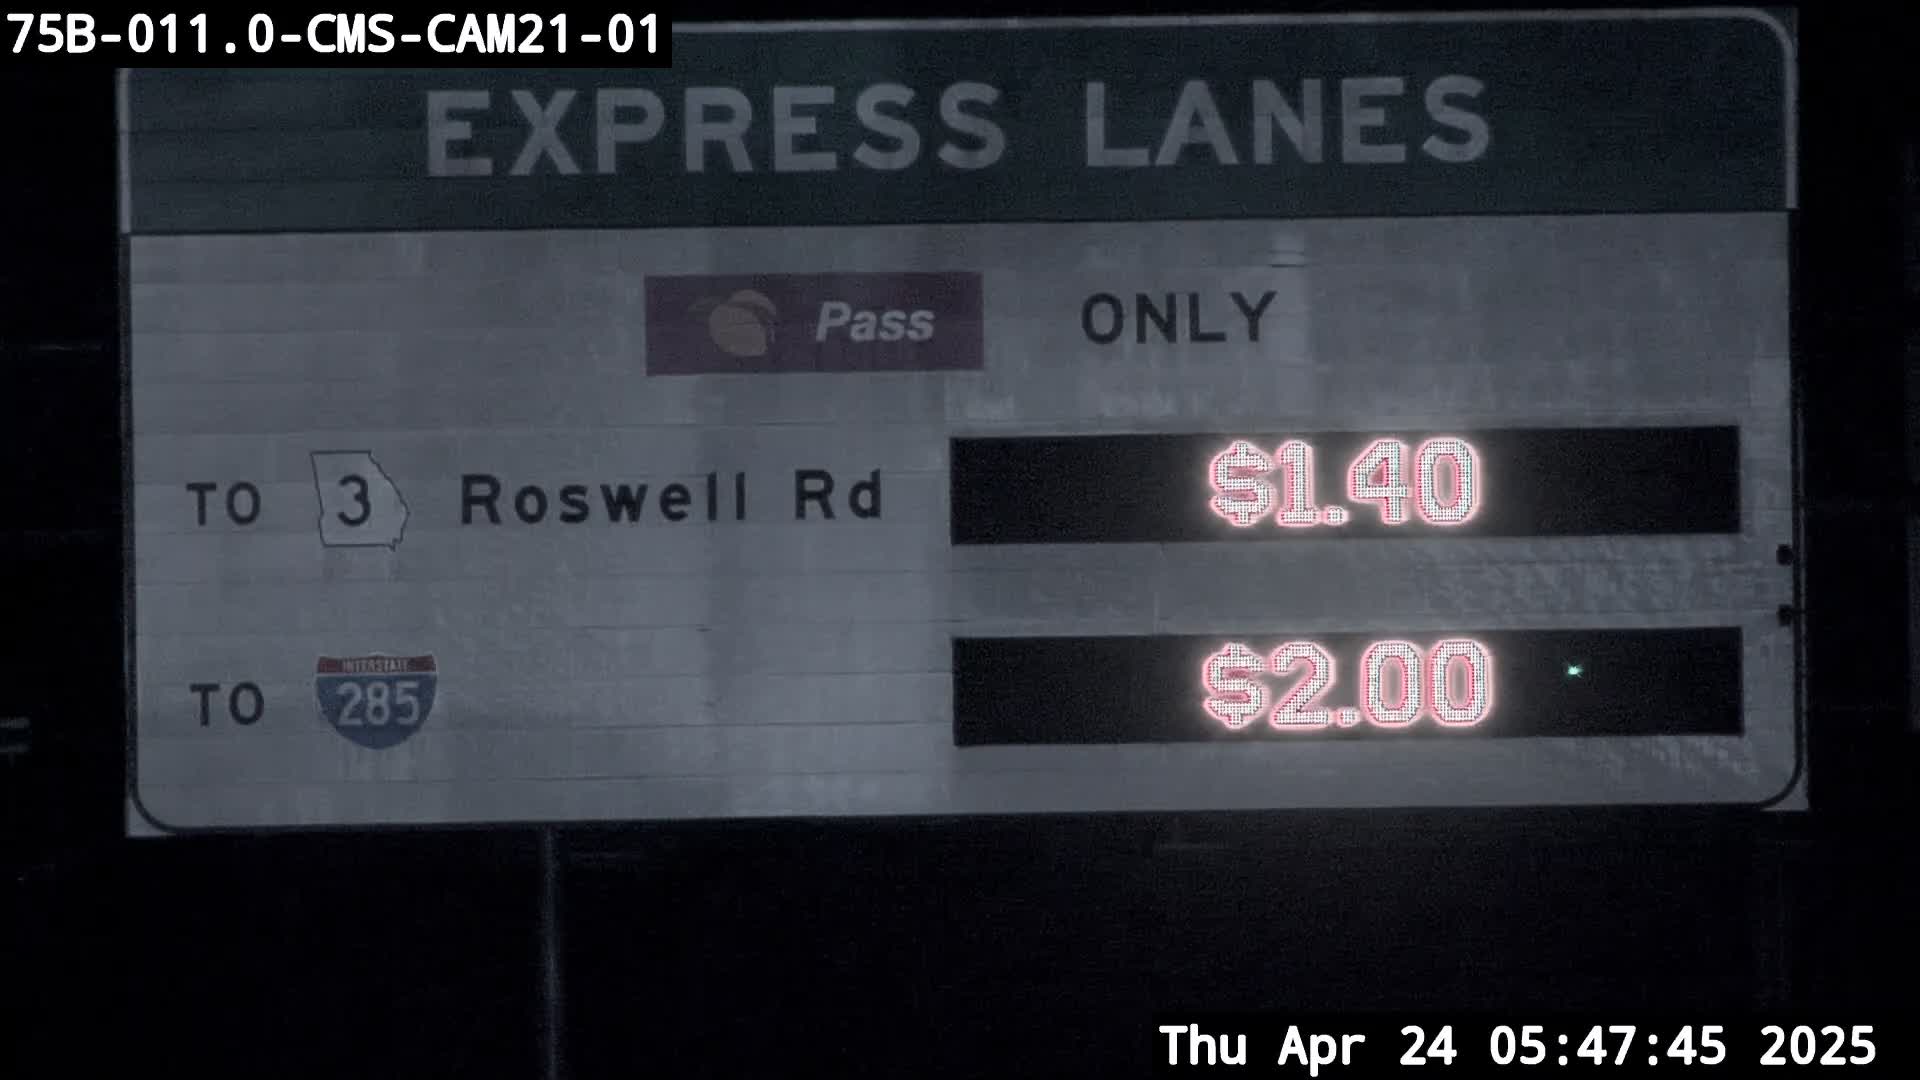 75B-011.0-CMS-CAM21-01
EXPRESS LANES
Pass ONLY
TO 3 Roswell Rd $1.40
INTERSTATE
TO 285 $2.00
Thu Apr 24 05:47:45 2025